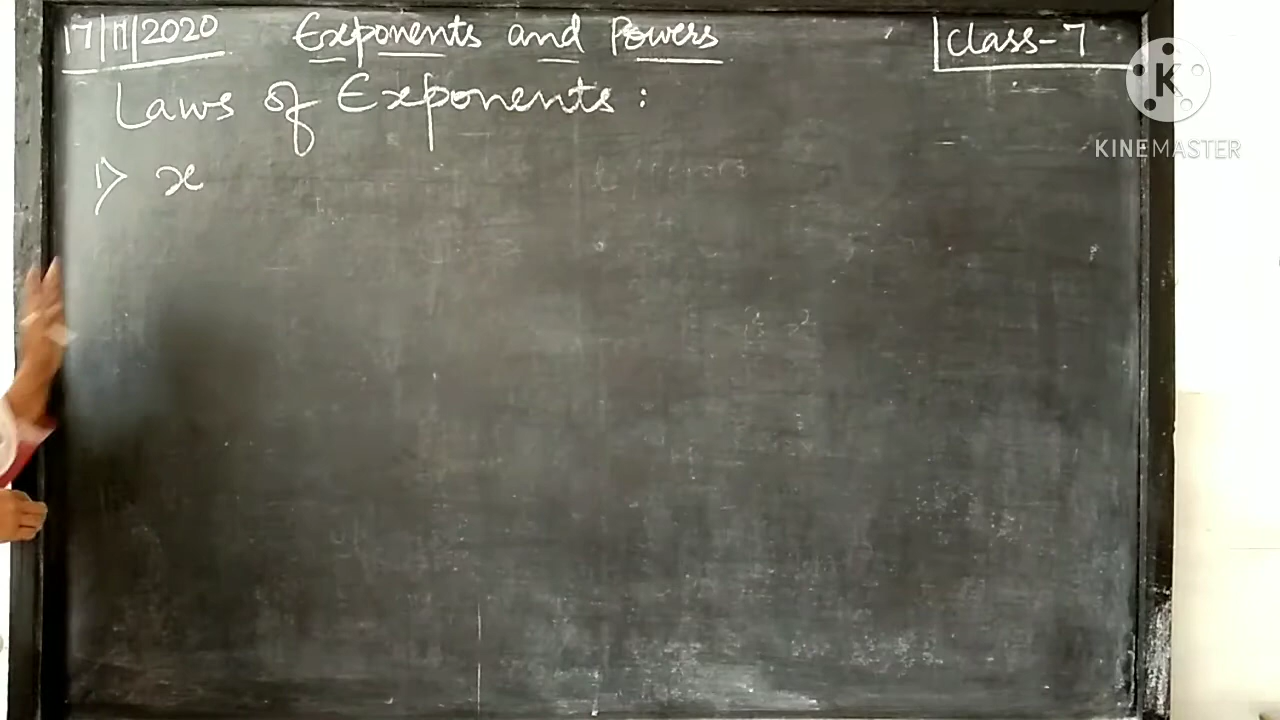 17/11/2020 Exponents and Powers Class-7
Laws of Exponents :
1> x
KINEMASTER